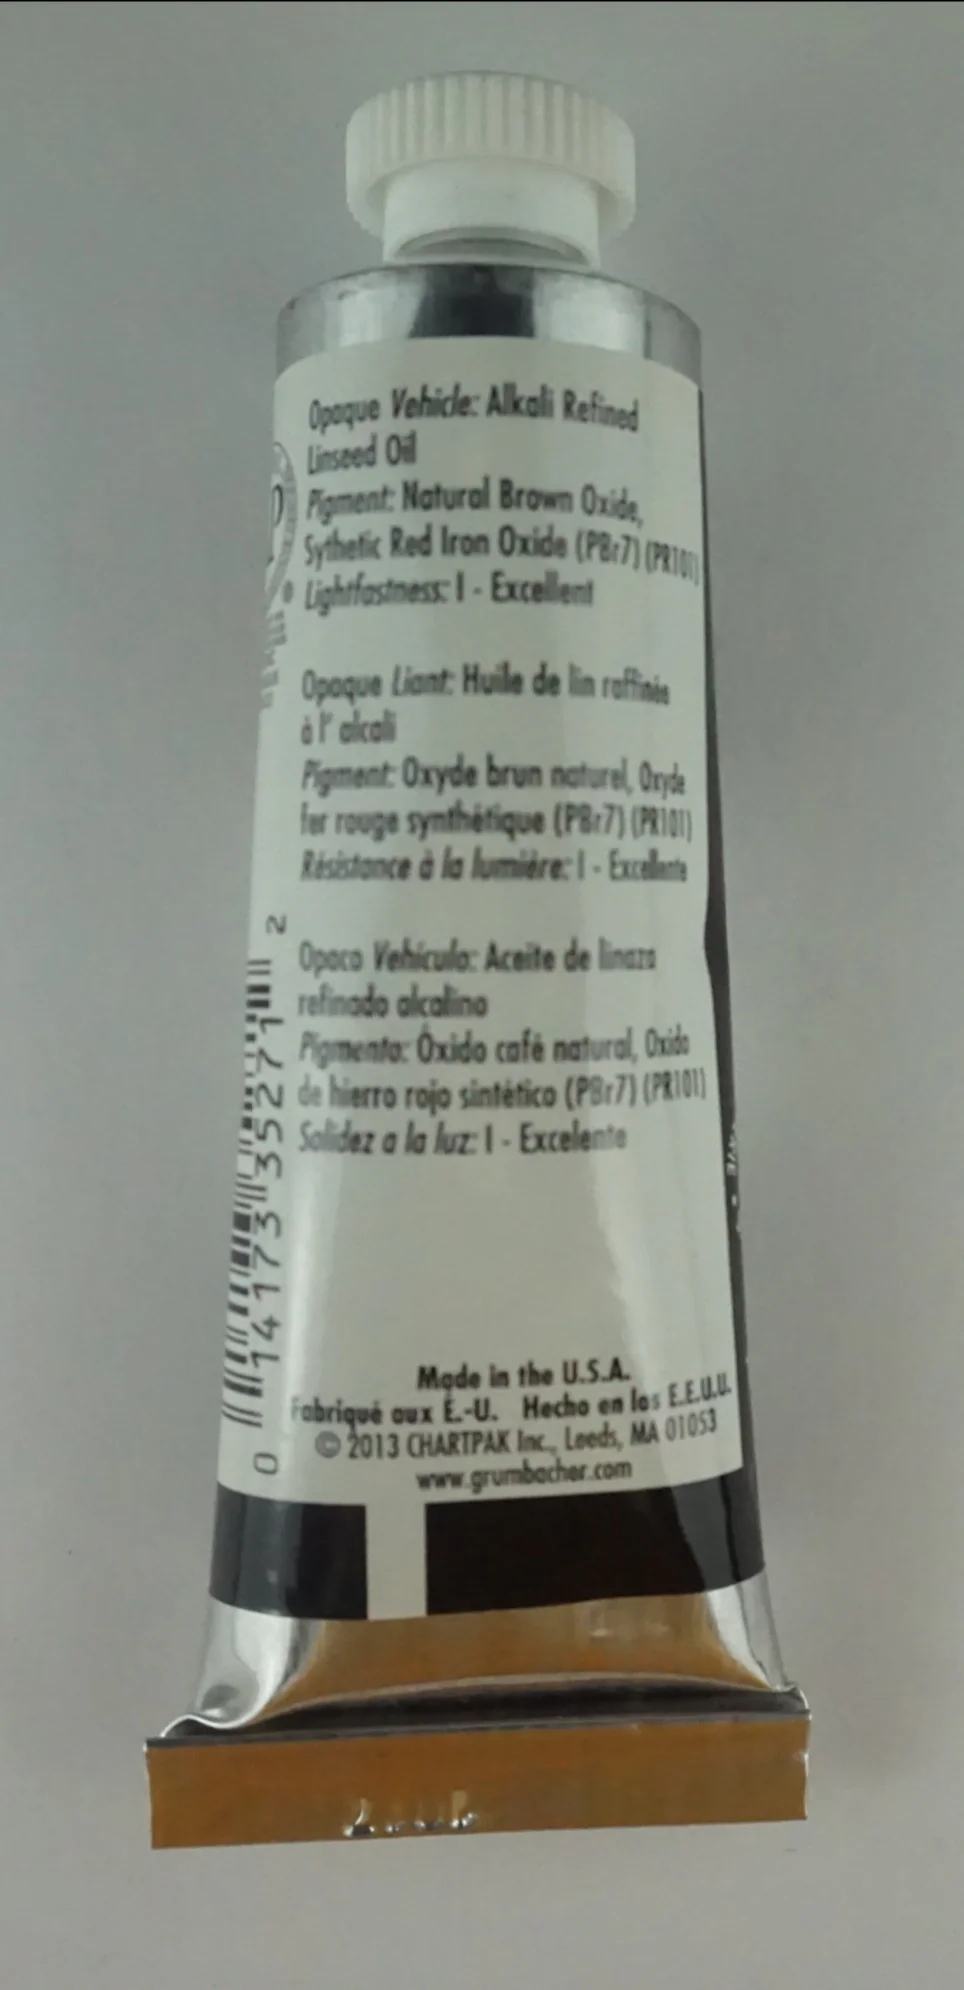 Opaque Vehicle: Alkali Refined
Linseed Oil
Pigment: Natural Brown Oxide,
Sythetic Red Iron Oxide (PBr7) (PR101)
Lightfastness: I - Excellent
Opaque Liant: Huile de lin raffinée
à l' alcali
Pigment: Oxyde brun naturel, Oxyde
fer rouge synthétique (PBr7) (PR101)
Résistance à la lumière: I - Excellente
Opaco Vehículo: Aceite de linaza
refinado alcalino
Pigmento: Óxido café natural, Oxido
de hierro rojo sintético (PBr7) (PR101)
Solidez a la luz: I - Excelente
0 14173 35271 2
Made in the U.S.A.
Fabriqué aux É.-U. Hecho en los E.E.U.U.
© 2013 CHARTPAK Inc., Leeds, MA 01053
www.grumbacher.com